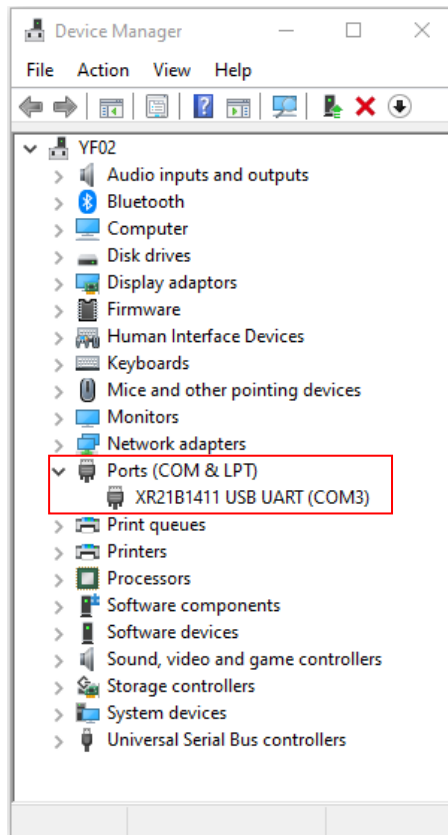 Device Manager
File Action View Help
YF02
Audio inputs and outputs
Bluetooth
Computer
Disk drives
Display adaptors
Firmware
Human Interface Devices
Keyboards
Mice and other pointing devices
Monitors
Network adapters
Ports (COM & LPT)
XR21B1411 USB UART (COM3)
Print queues
Printers
Processors
Software components
Software devices
Sound, video and game controllers
Storage controllers
System devices
Universal Serial Bus controllers